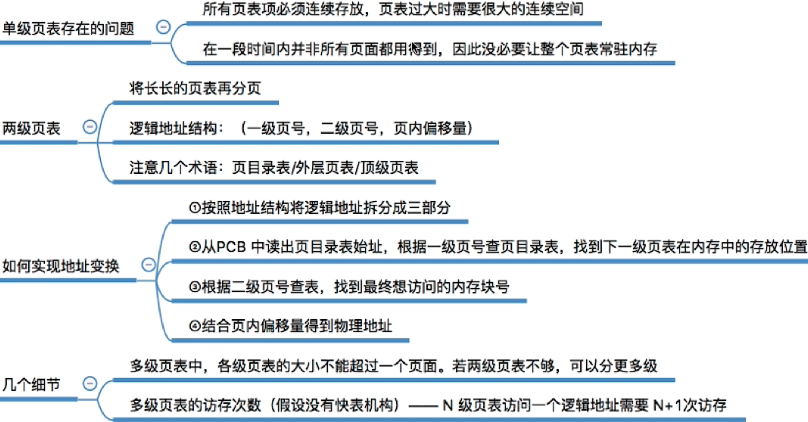 单级页表存在的问题
所有页表项必须连续存放，页表过大时需要很大的连续空间
在一段时间内并非所有页面都用得到，因此没必要让整个页表常驻内存
两级页表
将长长的页表再分页
逻辑地址结构：（一级页号，二级页号，页内偏移量）
注意几个术语：页目录表/外层页表/顶级页表
如何实现地址变换
①按照地址结构将逻辑地址拆分成三部分
②从PCB 中读出页目录表始址，根据一级页号查页目录表，找到下一级页表在内存中的存放位置
③根据二级页号查表，找到最终想访问的内存块号
④结合页内偏移量得到物理地址
几个细节
多级页表中，各级页表的大小不能超过一个页面。若两级页表不够，可以分更多级
多级页表的访存次数（假设没有快表机构）—— N 级页表访问一个逻辑地址需要 N+1次访存